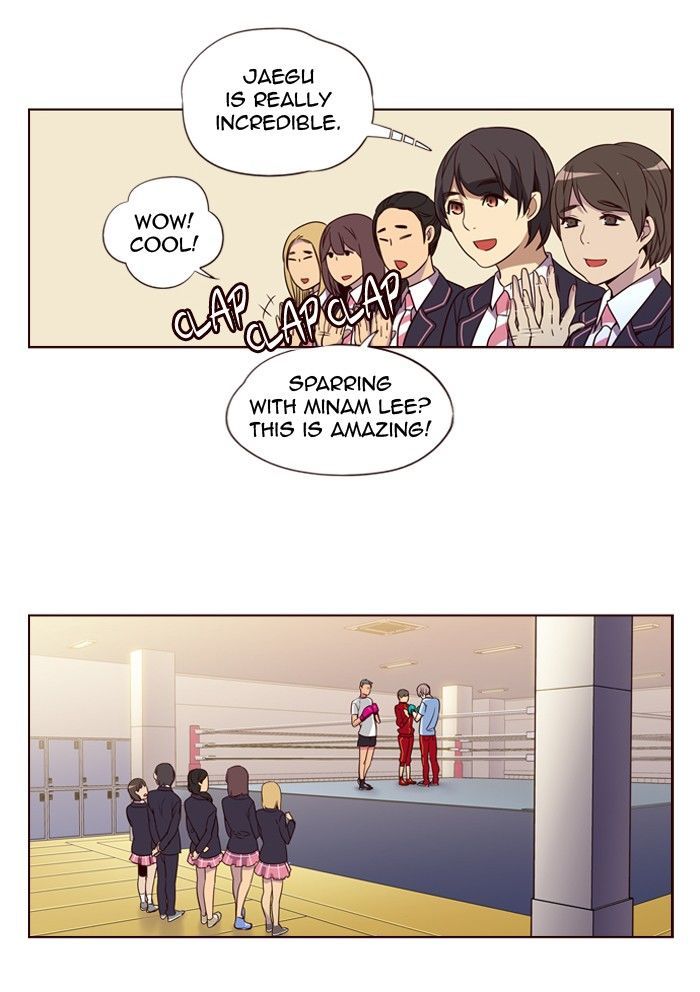 JAEGU
IS REALLY
INCREDIBLE.
WOW!
COOL!
CLAP
CLAP
CLAP
SPARRING
WITH MINAM LEE?
THIS IS AMAZING!